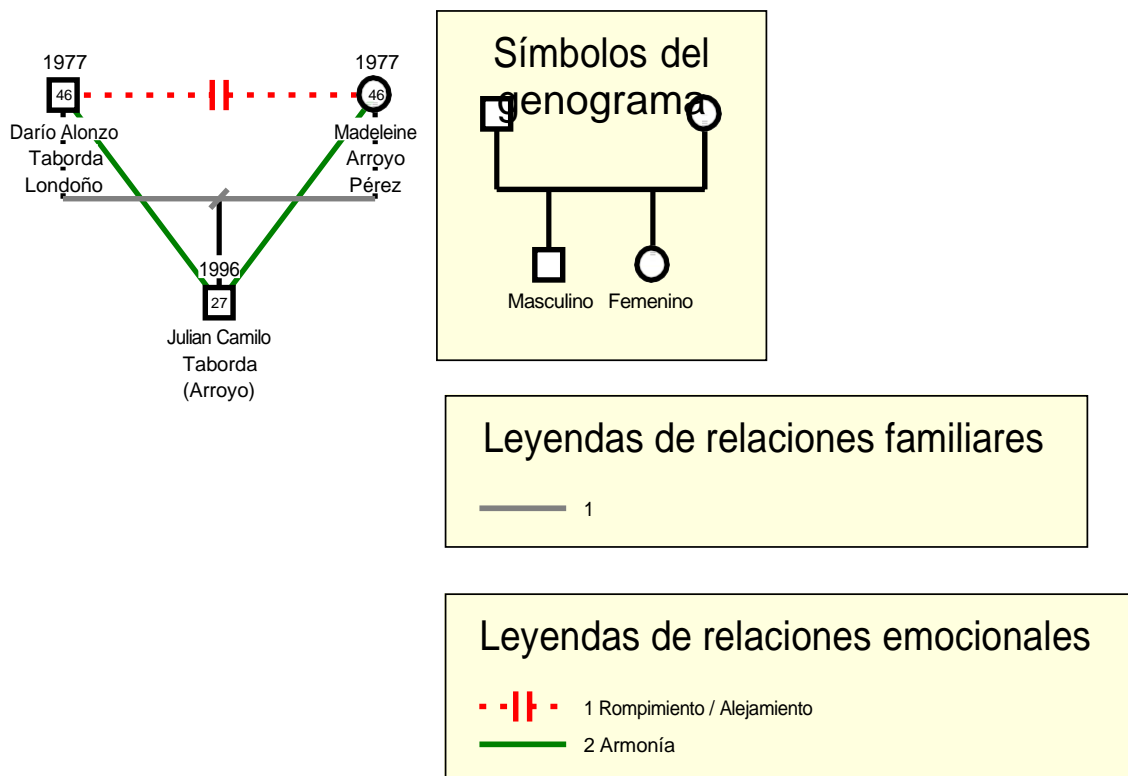 1977
46
Darío Alonzo
Taborda
Londoño
1977
46
Madeleine
Arroyo
Pérez
1996
27
Julian Camilo
Taborda
(Arroyo)
Símbolos del
genograma
Masculino
Femenino
Leyendas de relaciones familiares
1
Leyendas de relaciones emocionales
1 Rompimiento / Alejamiento
2 Armonía